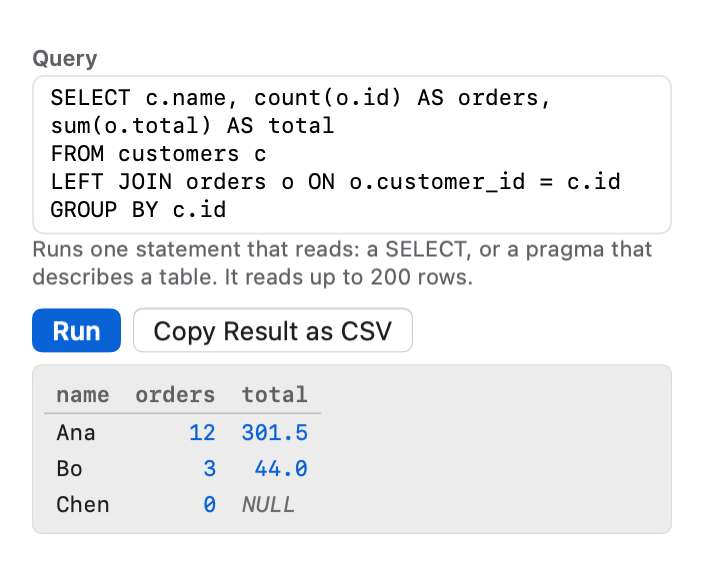 Query
SELECT c.name, count(o.id) AS orders,
sum(o.total) AS total
FROM customers c
LEFT JOIN orders o ON o.customer_id = c.id
GROUP BY c.id
Runs one statement that reads: a SELECT, or a pragma that
describes a table. It reads up to 200 rows.
Run Copy Result as CSV
name orders total
Ana 12 301.5
Bo 3 44.0
Chen 0 NULL